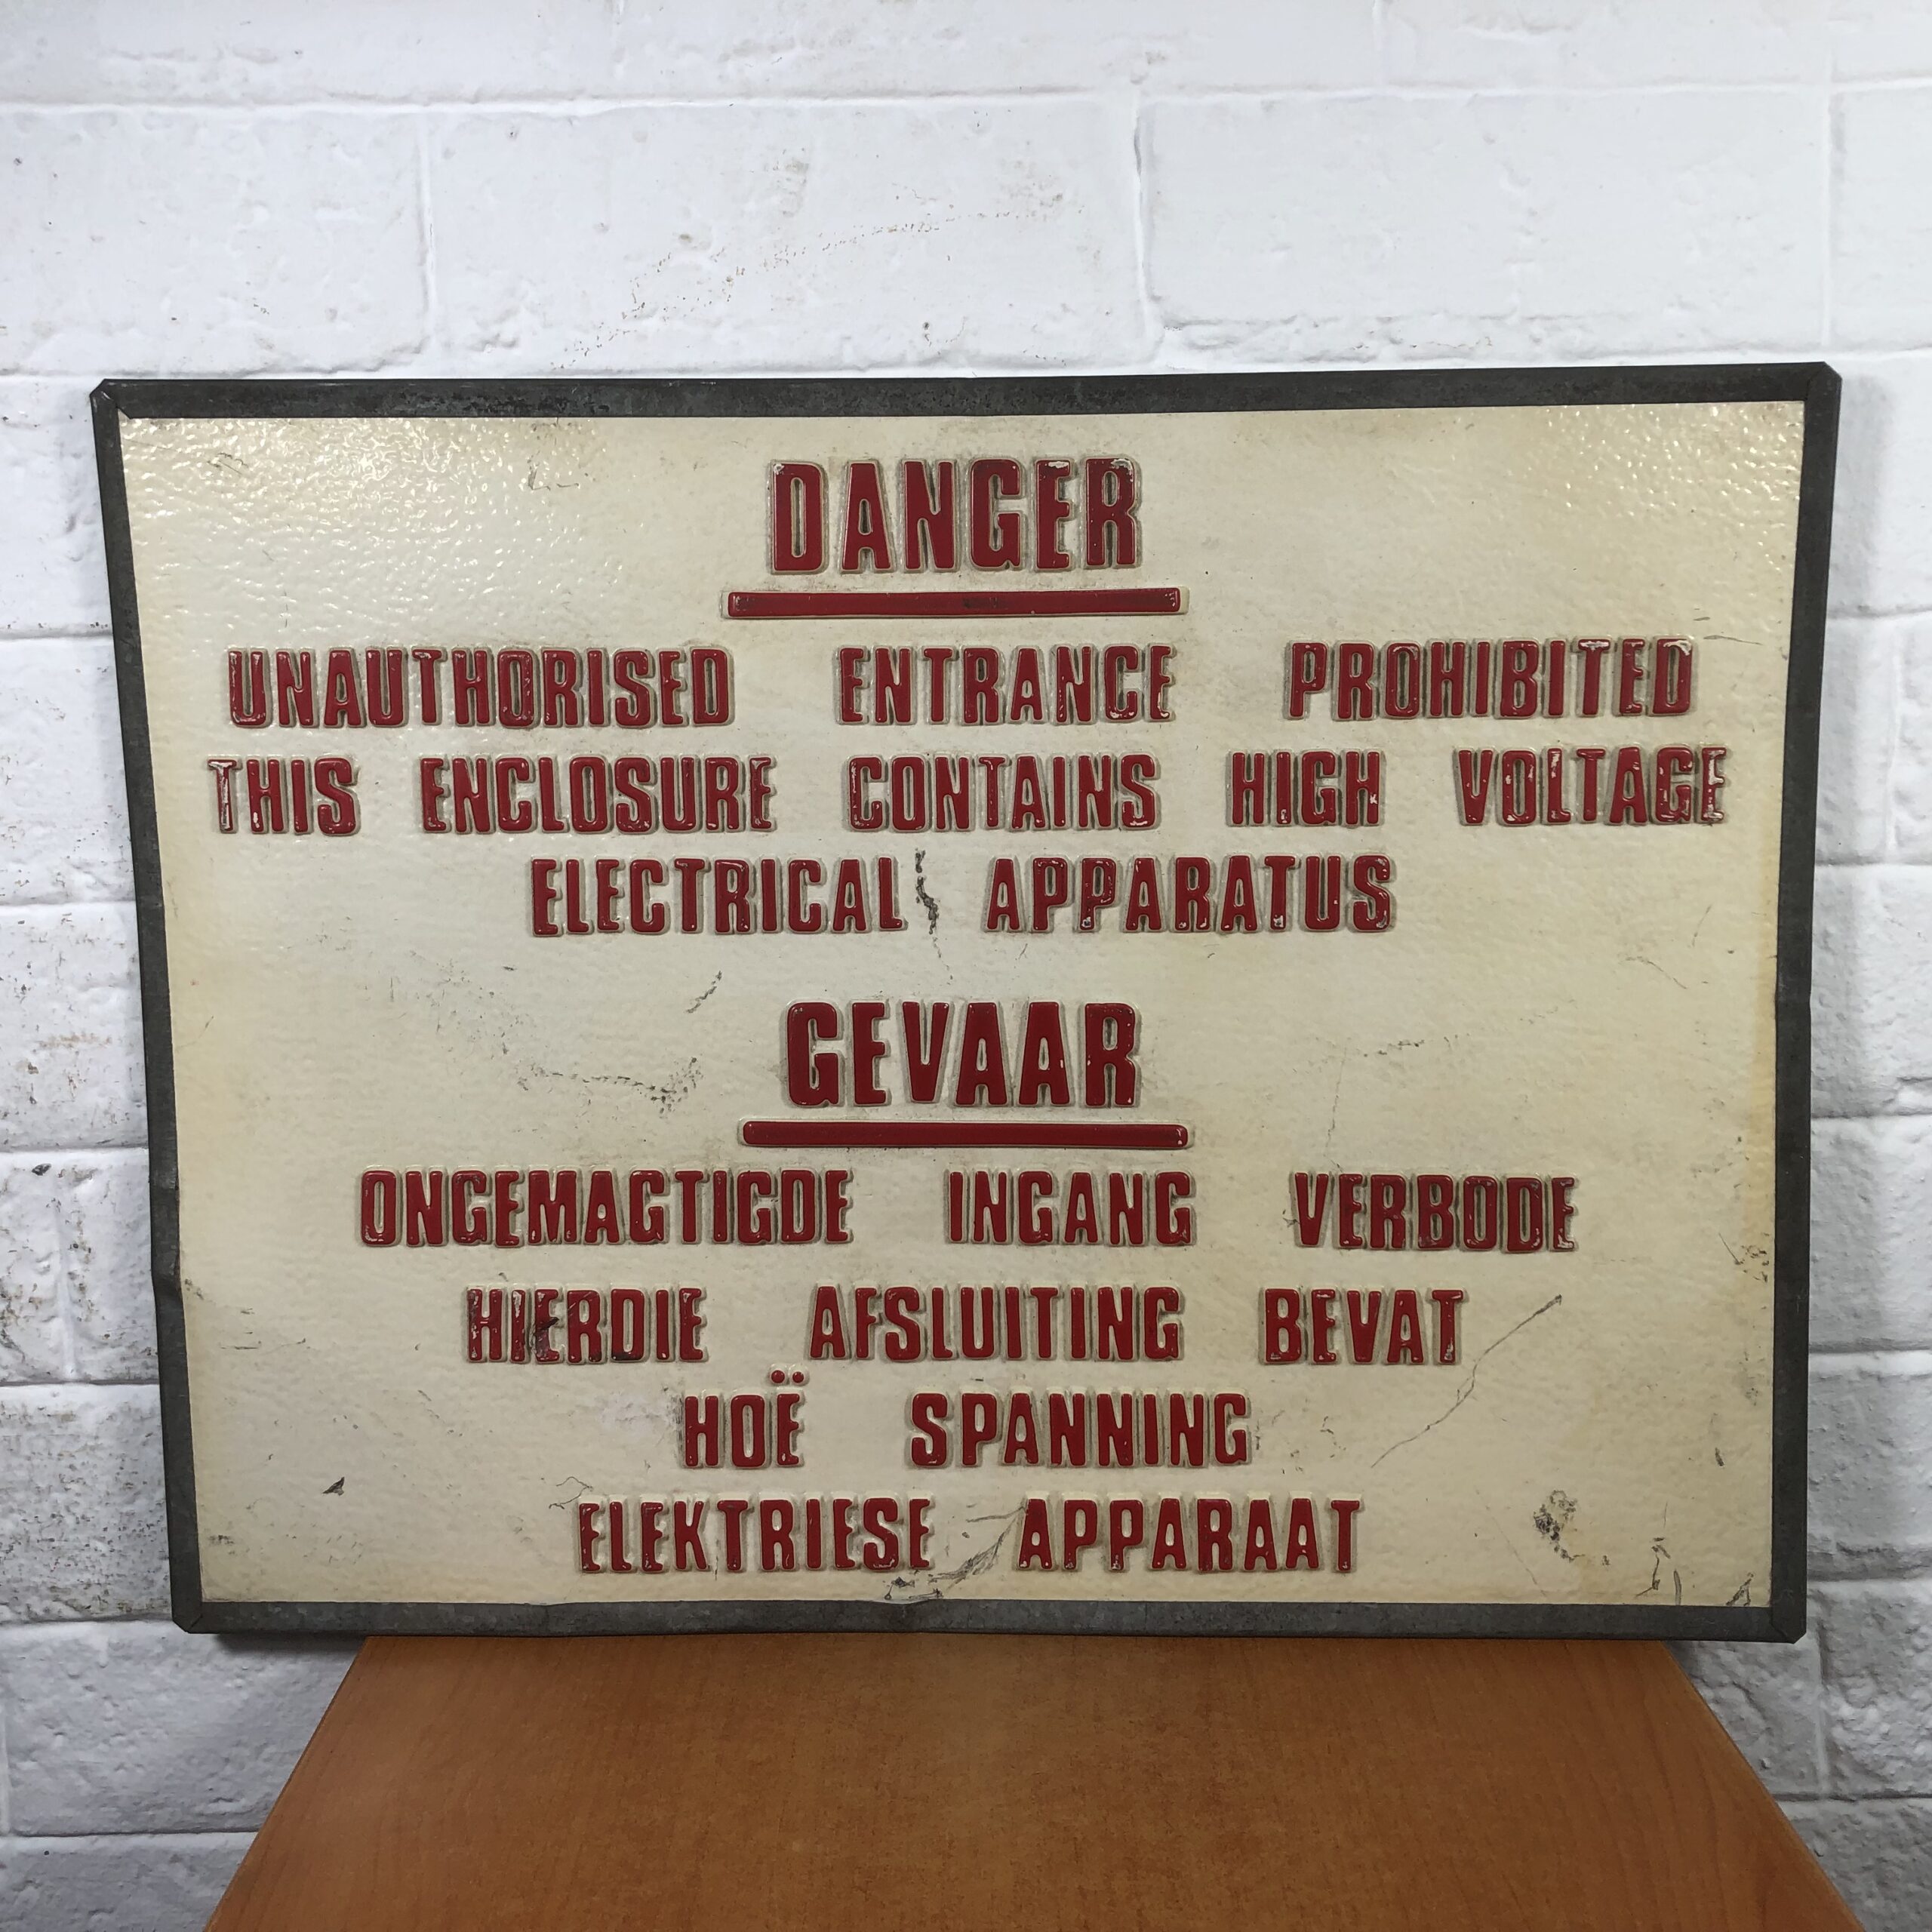 DANGER
UNAUTHORISED ENTRANCE PROHIBITED
THIS ENCLOSURE CONTAINS HIGH VOLTAGE
ELECTRICAL APPARATUS
GEVAAR
ONGEMAGTIGDE INGANG VERBODE
HIERDIE AFSLUITING BEVAT
HOË SPANNING
ELEKTRIESE APPARAAT